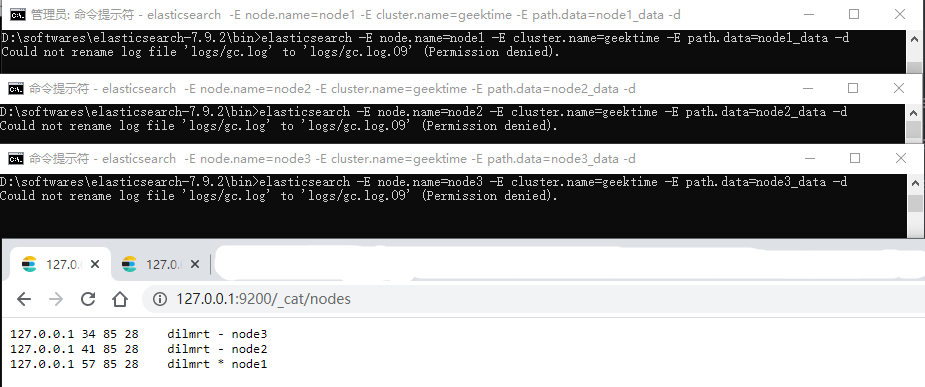 管理员: 命令提示符 - elasticsearch  -E node.name=node1 -E cluster.name=geektime -E path.data=node1_data -d
D:\softwares\elasticsearch-7.9.2\bin>elasticsearch -E node.name=node1 -E cluster.name=geektime -E path.data=node1_data -d
Could not rename log file 'logs/gc.log' to 'logs/gc.log.09' (Permission denied).
命令提示符 - elasticsearch  -E node.name=node2 -E cluster.name=geektime -E path.data=node2_data -d
D:\softwares\elasticsearch-7.9.2\bin>elasticsearch -E node.name=node2 -E cluster.name=geektime -E path.data=node2_data -d
Could not rename log file 'logs/gc.log' to 'logs/gc.log.09' (Permission denied).
命令提示符 - elasticsearch  -E node.name=node3 -E cluster.name=geektime -E path.data=node3_data -d
D:\softwares\elasticsearch-7.9.2\bin>elasticsearch -E node.name=node3 -E cluster.name=geektime -E path.data=node3_data -d
Could not rename log file 'logs/gc.log' to 'logs/gc.log.09' (Permission denied).
127.0. 127.0.
127.0.0.1:9200/_cat/nodes
127.0.0.1 34 85 28    dilmrt - node3
127.0.0.1 41 85 28    dilmrt - node2
127.0.0.1 57 85 28    dilmrt * node1